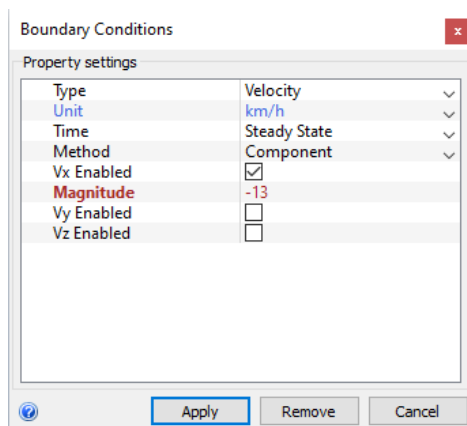 Boundary Conditions
x
Property settings
Type Velocity
Unit km/h
Time Steady State
Method Component
Vx Enabled
Magnitude -13
Vy Enabled
Vz Enabled
? Apply Remove Cancel